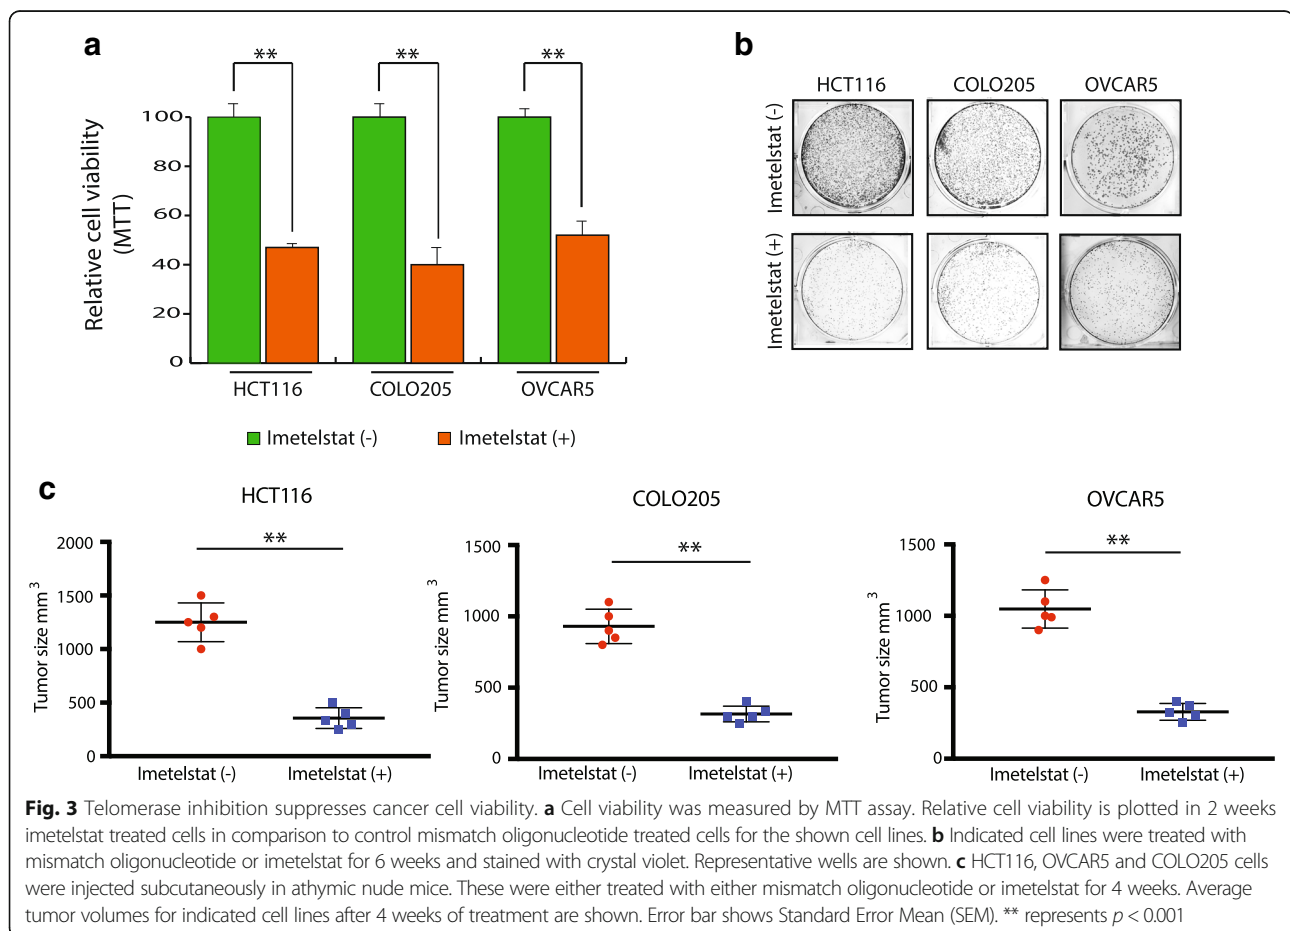 a
Relative cell viability
(MTT)
100
80
60
40
20
0
**
**
**
HCT116
COLO205
OVCAR5
Imetelstat (-)
Imetelstat (+)
b
HCT116
COLO205
OVCAR5
Imetelstat (-)
Imetelstat (+)
c
HCT116
Tumor size mm3
2000
1500
1000
500
0
**
Imetelstat (-)
Imetelstat (+)
COLO205
Tumor size mm3
1500
1000
500
0
**
Imetelstat (-)
Imetelstat (+)
OVCAR5
Tumor size mm3
1500
1000
500
0
**
Imetelstat (-)
Imetelstat (+)
Fig. 3 Telomerase inhibition suppresses cancer cell viability. a Cell viability was measured by MTT assay. Relative cell viability is plotted in 2 weeks
imetelstat treated cells in comparison to control mismatch oligonucleotide treated cells for the shown cell lines. b Indicated cell lines were treated with
mismatch oligonucleotide or imetelstat for 6 weeks and stained with crystal violet. Representative wells are shown. c HCT116, OVCAR5 and COLO205 cells
were injected subcutaneously in athymic nude mice. These were either treated with either mismatch oligonucleotide or imetelstat for 4 weeks. Average
tumor volumes for indicated cell lines after 4 weeks of treatment are shown. Error bar shows Standard Error Mean (SEM). ** represents p < 0.001